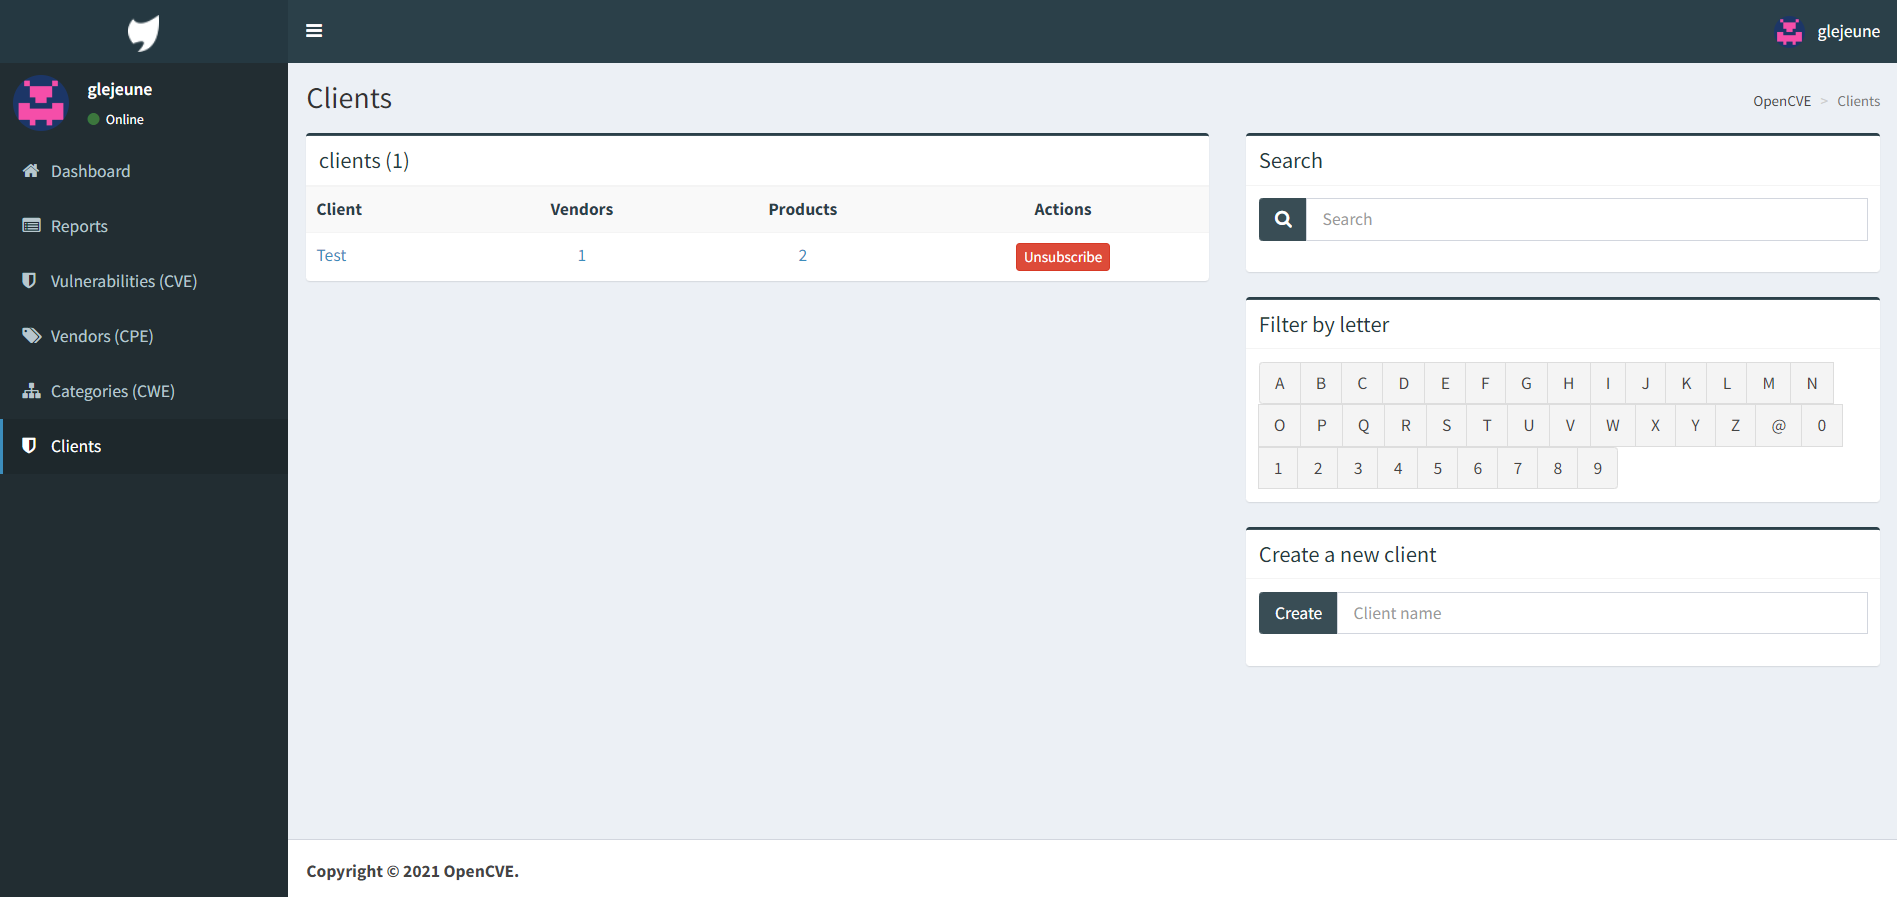 glejeune
glejeune
Online
Dashboard
Reports
Vulnerabilities (CVE)
Vendors (CPE)
Categories (CWE)
Clients
Clients
OpenCVE > Clients
clients (1)
Client Vendors Products Actions
Test 1 2 Unsubscribe
Search
Search
Filter by letter
A B C D E F G H I J K L M N
O P Q R S T U V W X Y Z @ 0
1 2 3 4 5 6 7 8 9
Create a new client
Create Client name
Copyright © 2021 OpenCVE.